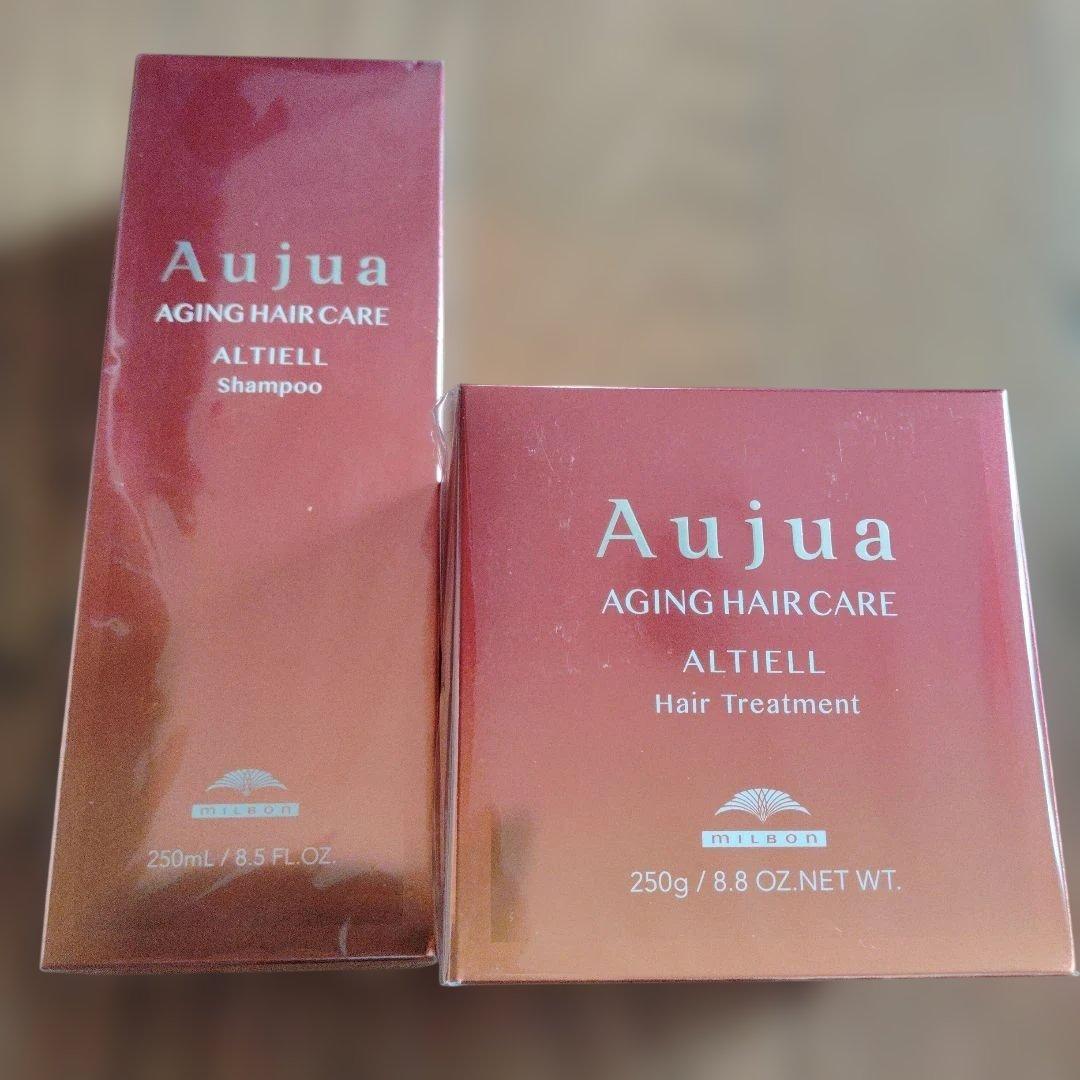 Aujua
AGING HAIR CARE
ALTIELL
Shampoo
MILBON
250mL / 8.5 FL.OZ.
Aujua
AGING HAIR CARE
ALTIELL
Hair Treatment
MILBON
250g / 8.8 OZ.NET WT.